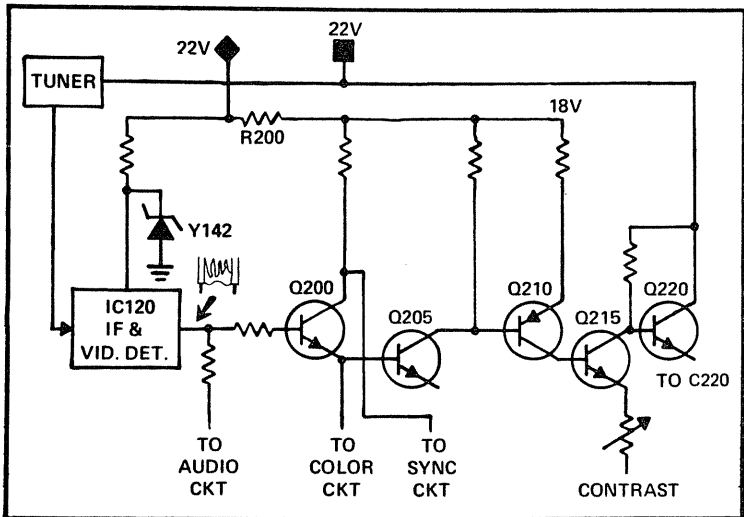 22V
22V
TUNER
18V
R200
Y142
Q200
Q205
Q210
Q215
Q220
IC120
IF &
VID. DET.
TO C220
TO
AUDIO
CKT
TO
COLOR
CKT
TO
SYNC
CKT
CONTRAST